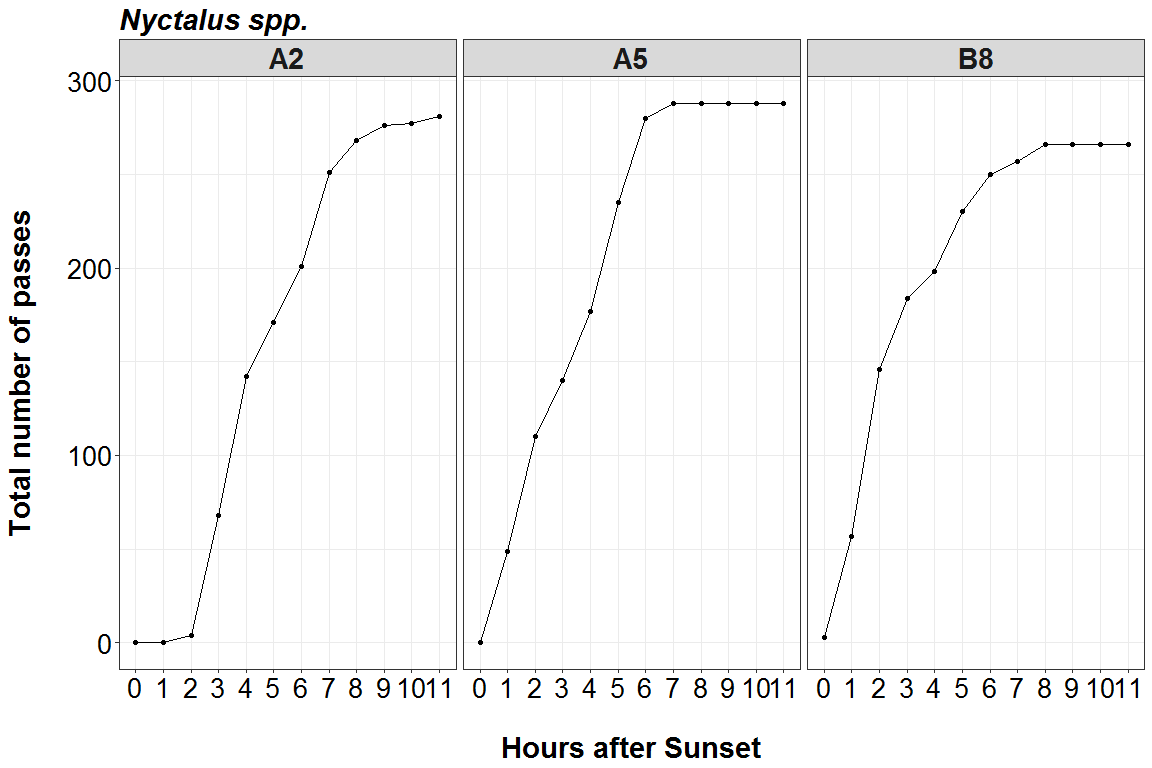 Nyctalus spp.
A2 A5 B8
300
200
100
0
Total number of passes
0 1 2 3 4 5 6 7 8 9 10 11 0 1 2 3 4 5 6 7 8 9 10 11 0 1 2 3 4 5 6 7 8 9 10 11
Hours after Sunset